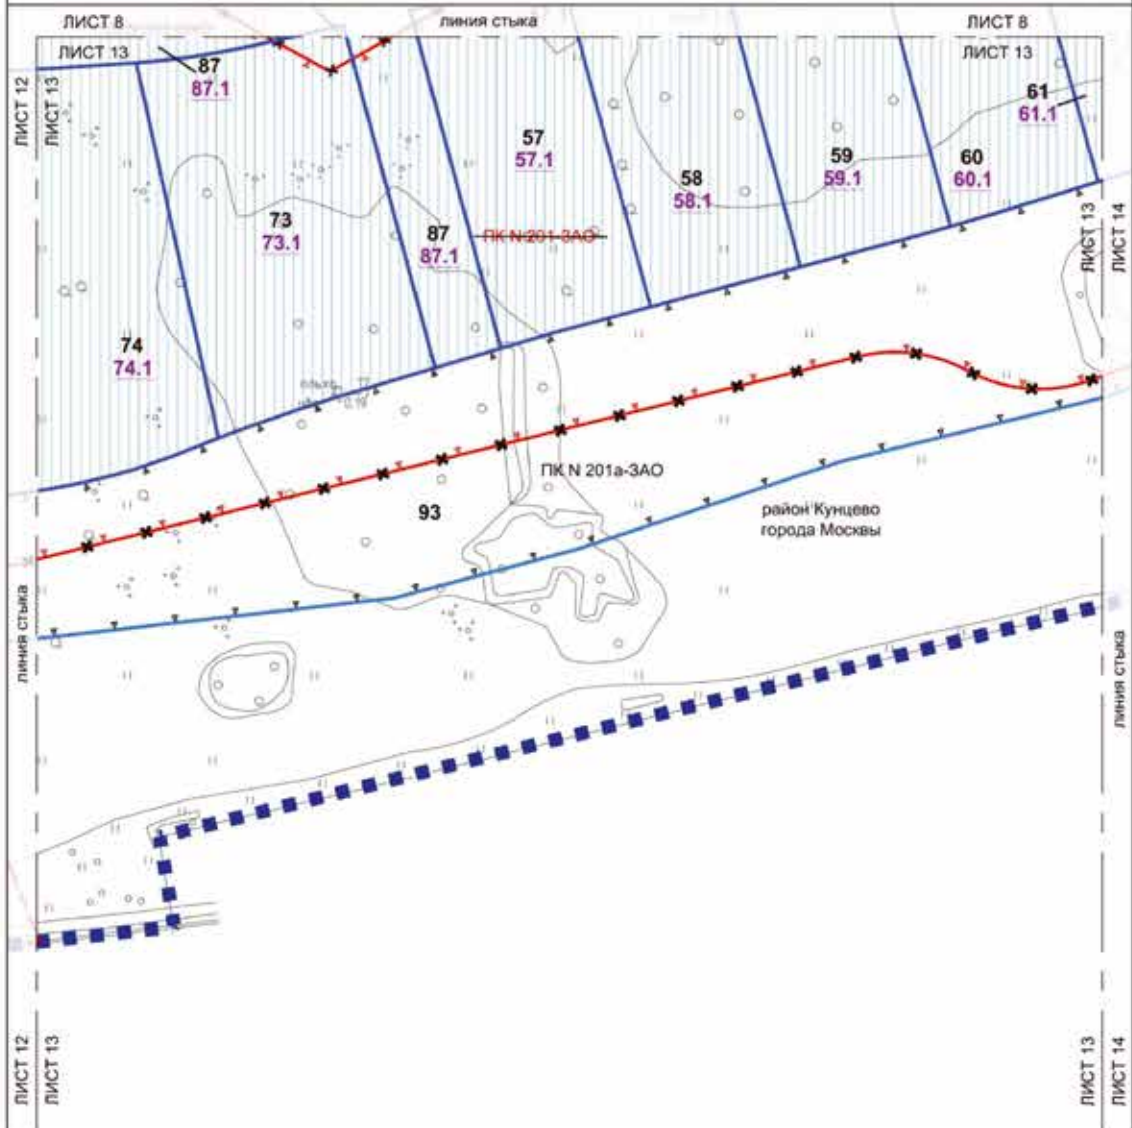 ЛИСТ 8
линия стыка
ЛИСТ 8
ЛИСТ 13
ЛИСТ 13
ЛИСТ 12
ЛИСТ 13
87
87.1
61
61.1
57
57.1
59
59.1
60
60.1
58
58.1
73
73.1
87
87.1
ПК N 201-ЗАО
ЛИСТ 13
ЛИСТ 14
74
74.1
ольха
0,19
ПК N 201а-ЗАО
93
район Кунцево
города Москвы
линия стыка
линия стыка
ЛИСТ 12
ЛИСТ 13
ЛИСТ 13
ЛИСТ 14